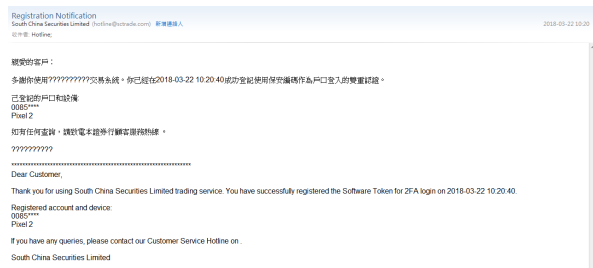 Registration Notification
South China Securities Limited (hotline@sctrade.com) 新增連絡人 2018-03-22 10:20
收件者: Hotline;
親愛的客戶：
多謝你使用??????????交易系統。你已經在2018-03-22 10:20:40成功登記使用保安編碼作為戶口登入的雙重認證。
己登記的戶口和設備:
0085****
Pixel 2
如有任何查詢，請致電本證券行顧客服務熱線 。
??????????
******************************************************************
Dear Customer,
Thank you for using South China Securities Limited trading service. You have successfully registered the Software Token for 2FA login on 2018-03-22 10:20:40.
Registered account and device:
0085****
Pixel 2
If you have any queries, please contact our Customer Service Hotline on .
South China Securities Limited